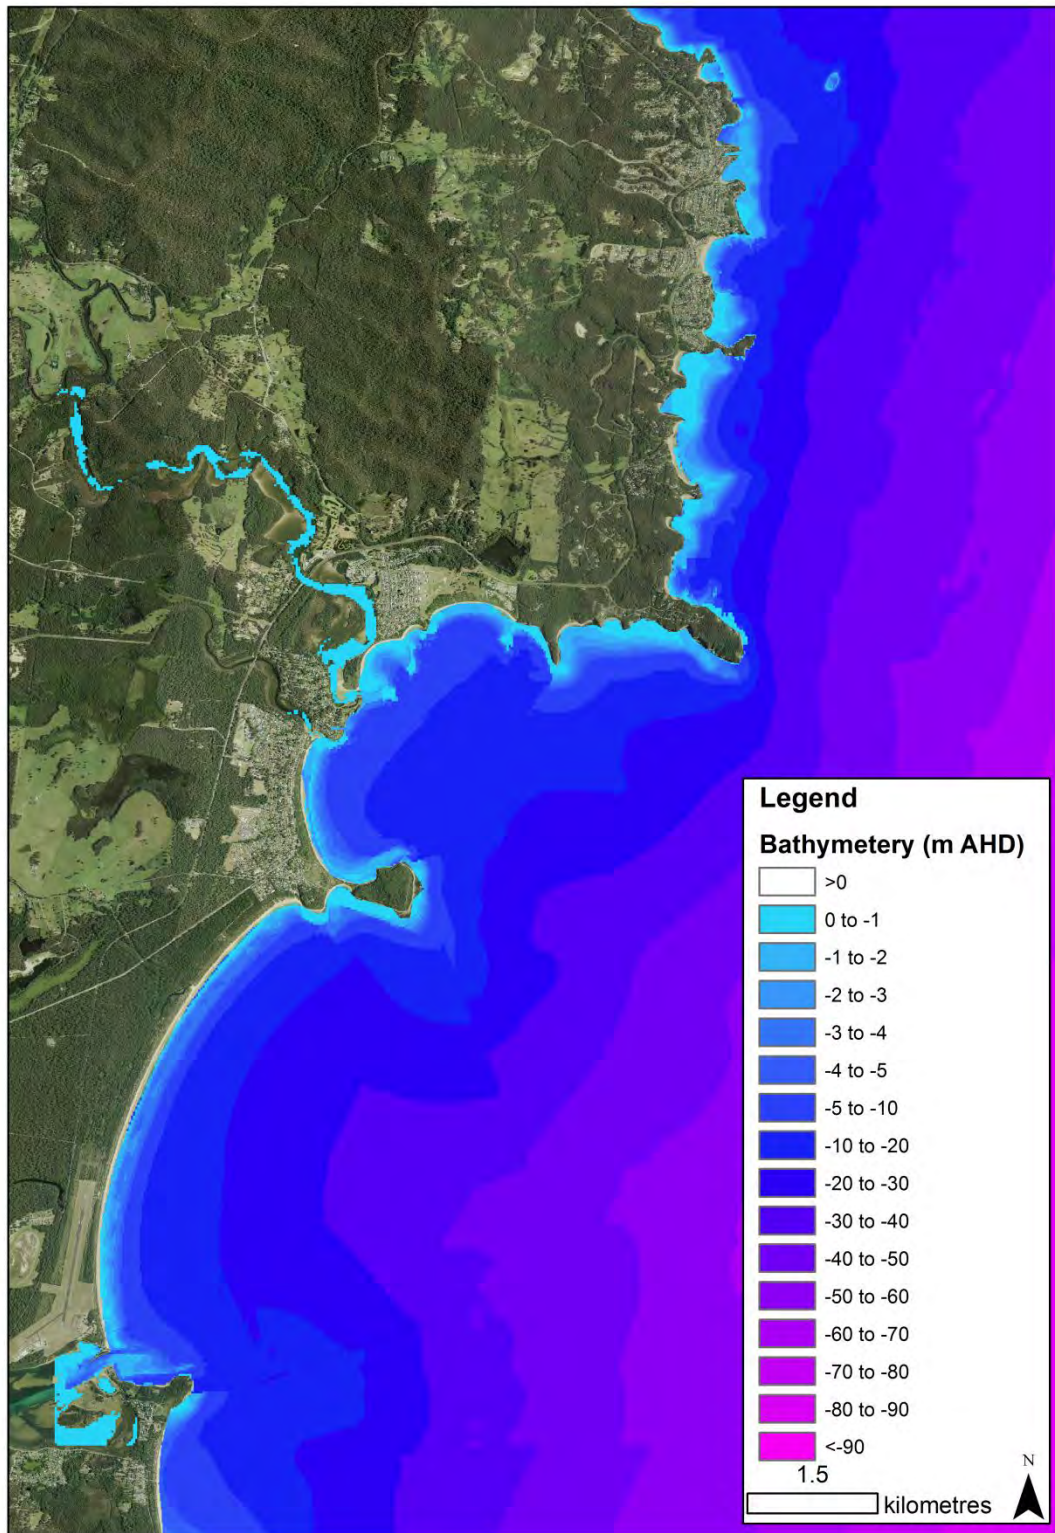 Legend
Bathymetery (m AHD)
>0
0 to -1
-1 to -2
-2 to -3
-3 to -4
-4 to -5
-5 to -10
-10 to -20
-20 to -30
-30 to -40
-40 to -50
-50 to -60
-60 to -70
-70 to -80
-80 to -90
<-90
1.5
kilometres
N